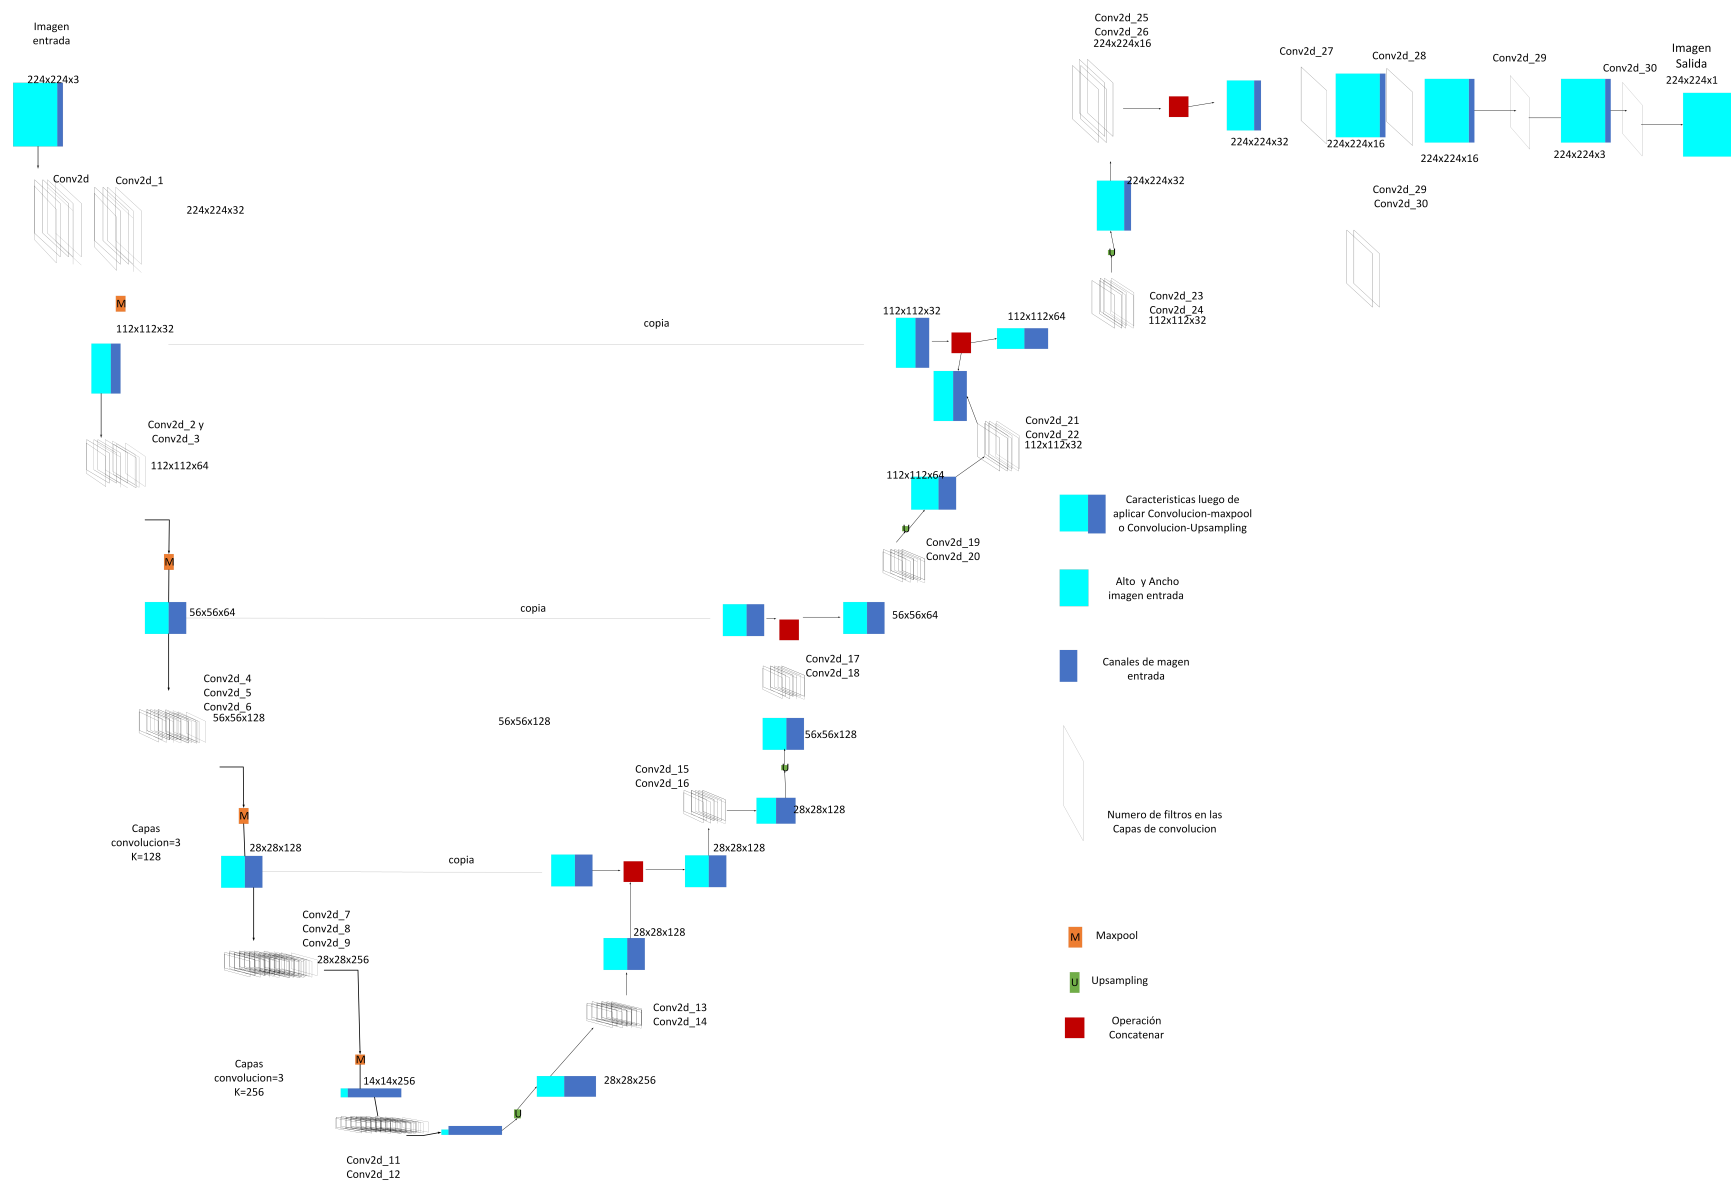 Imagen
entrada
224x224x3
Conv2d
Conv2d_1
224x224x32
M
112x112x32
copia
Conv2d_2 y
Conv2d_3
112x112x64
M
56x56x64
copia
Conv2d_4
Conv2d_5
Conv2d_6
56x56x128
56x56x128
M
Capas
convolucion=3
K=128
28x28x128
copia
Conv2d_7
Conv2d_8
Conv2d_9
28x28x256
M
Capas
convolucion=3
K=256
14x14x256
Conv2d_11
Conv2d_12
U
28x28x256
Conv2d_13
Conv2d_14
28x28x128
28x28x128
Conv2d_15
Conv2d_16
28x28x128
U
56x56x128
Conv2d_17
Conv2d_18
56x56x64
Conv2d_19
Conv2d_20
U
112x112x64
Conv2d_21
Conv2d_22
112x112x32
112x112x32
112x112x64
Conv2d_23
Conv2d_24
112x112x32
U
224x224x32
Conv2d_25
Conv2d_26
224x224x16
224x224x32
Conv2d_27
224x224x16
Conv2d_28
224x224x16
Conv2d_29
224x224x3
Conv2d_30
Imagen
Salida
224x224x1
Conv2d_29
Conv2d_30
Caracteristicas luego de
aplicar Convolucion-maxpool
o Convolucion-Upsampling
Alto y Ancho
imagen entrada
Canales de magen
entrada
Numero de filtros en las
Capas de convolucion
M
Maxpool
U
Upsampling
Operación
Concatenar